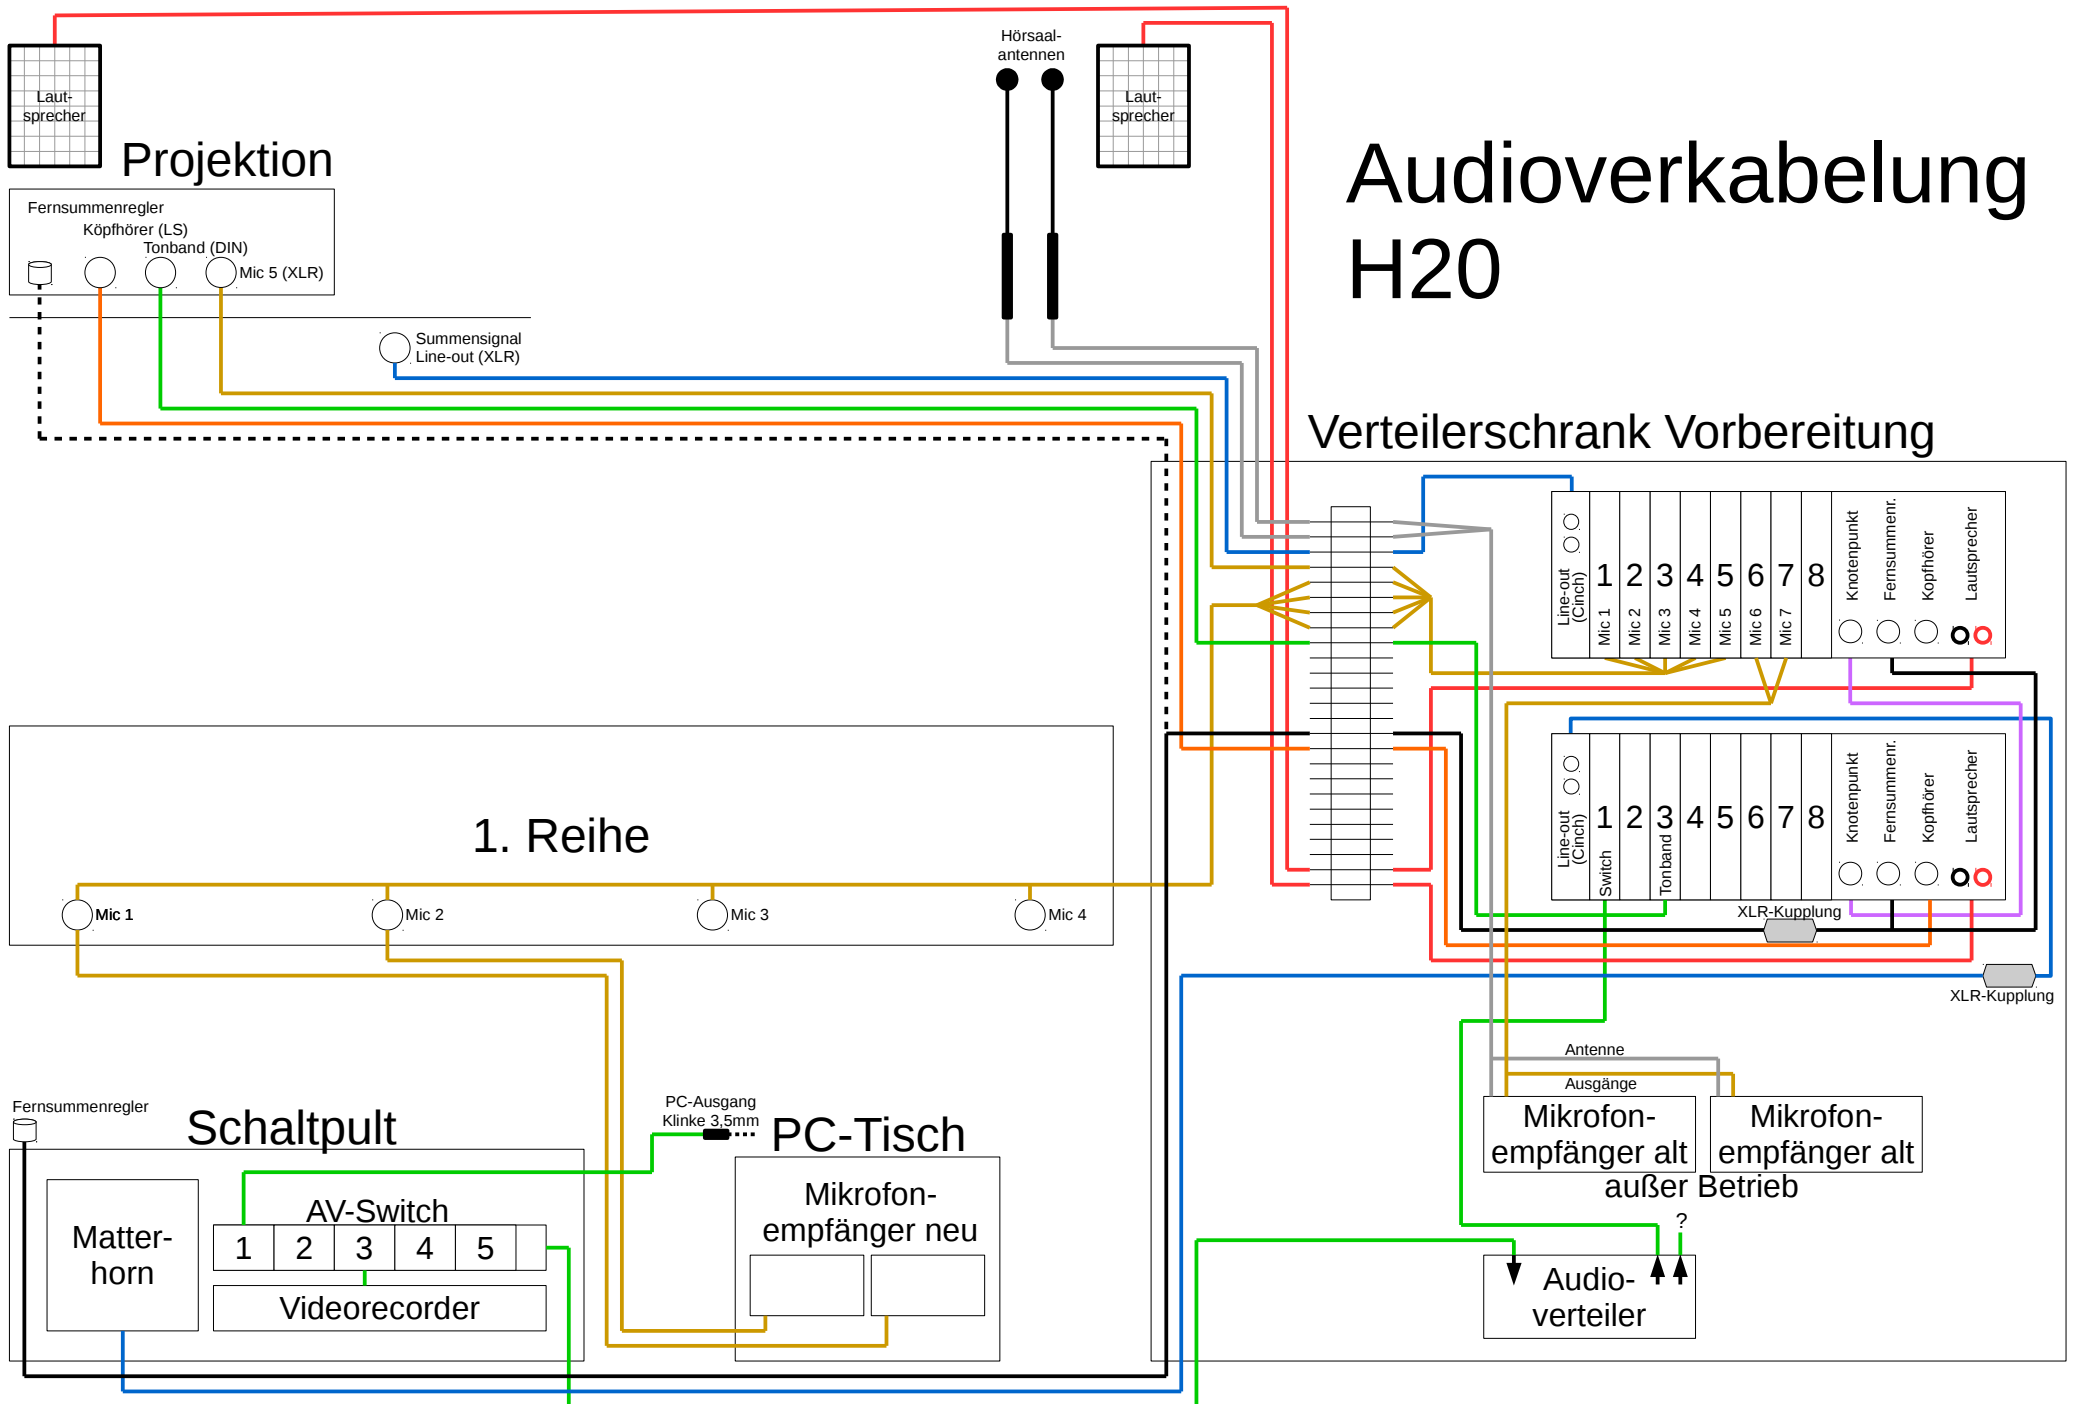 Laut-
sprecher
Hörsaal-
antennen
Laut-
sprecher
Projektion
Audioverkabelung
H20
Fernsummenregler
Köpfhörer (LS)
Tonband (DIN)
Mic 5 (XLR)
Summensignal
Line-out (XLR)
Verteilerschrank Vorbereitung
Line-out
(Cinch)
1 2 3 4 5 6 7 8
Mic 1
Mic 2
Mic 3
Mic 4
Mic 5
Mic 6
Mic 7
Knotenpunkt
Fernsummenr.
Kopfhörer
Lautsprecher
Line-out
(Cinch)
1 2 3 4 5 6 7 8
Switch
Tonband
Knotenpunkt
Fernsummenr.
Kopfhörer
Lautsprecher
XLR-Kupplung
XLR-Kupplung
1. Reihe
Mic 1
Mic 2
Mic 3
Mic 4
Antenne
Ausgänge
Mikrofon-
empfänger alt
Mikrofon-
empfänger alt
außer Betrieb
?
Audio-
verteiler
Fernsummenregler
Schaltpult
PC-Ausgang
Klinke 3,5mm
PC-Tisch
Matter-
horn
AV-Switch
1 2 3 4 5
Videorecorder
Mikrofon-
empfänger neu